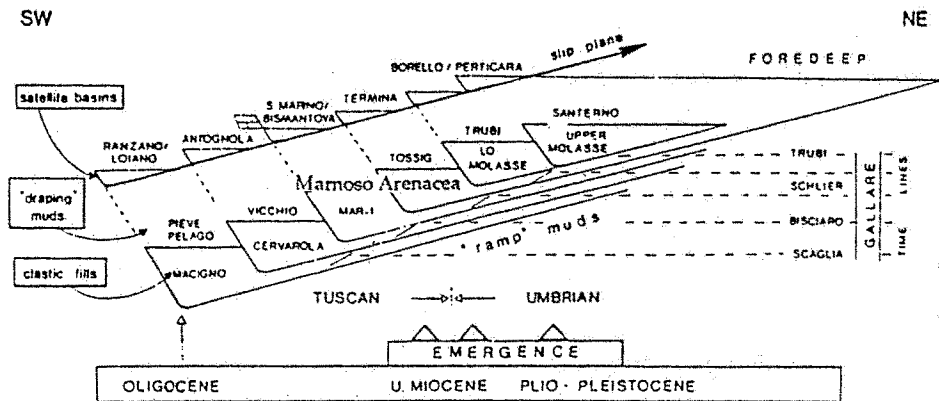 SW
NE
slip plane
FOREDEEP
BORELLO / PERTICARA
TERMINA
S MARINO/
BISMANTOVA
ANTOGNOLA
RANZANO/
LOIANO
satellite basins
SANTERNO
TRUBI
UPPER
MOLASSE
LO
MOLASSE
TOSSIG
Marnoso Arenacea
MAR-1
VICCHIO
CERVAROLA
PIEVE
PELAGO
MACIGNO
"draping"
muds
clastic fills
"ramp" muds
TRUBI
SCHLIER
BISCIARO
SCAGLIA
GALLARE
TIME LINES
TUSCAN
UMBRIAN
EMERGENCE
OLIGOCENE
U. MIOCENE
PLIO - PLEISTOCENE